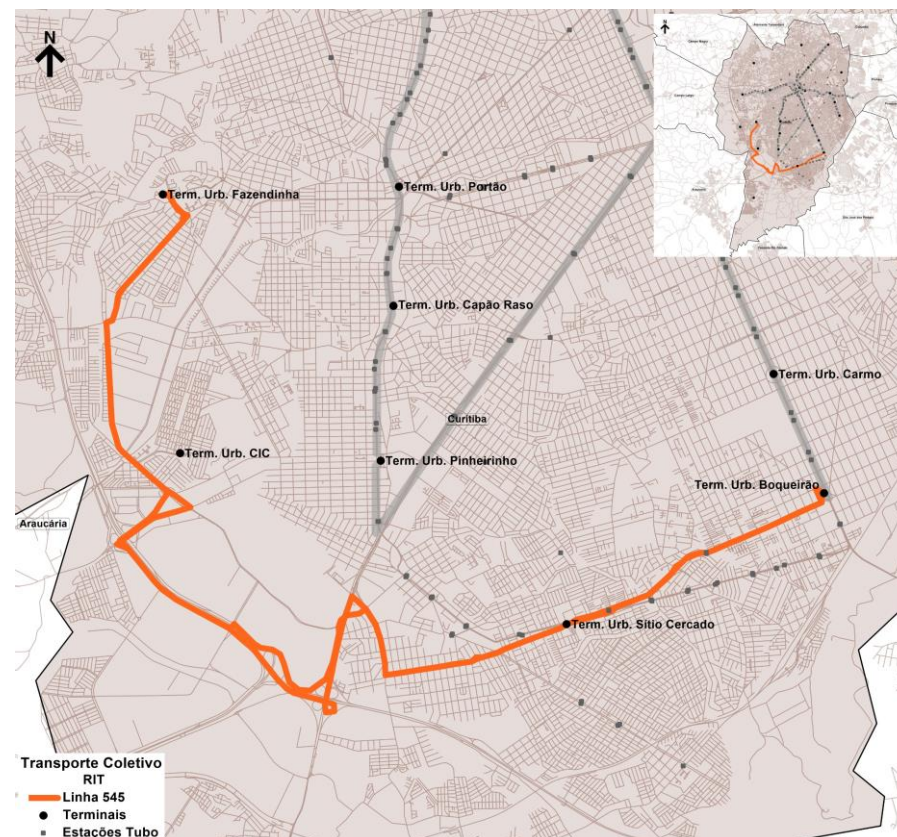 N
N
Term. Urb. Fazendinha
Term. Urb. Portão
Term. Urb. Capão Raso
Term. Urb. Carmo
Curitiba
Term. Urb. CIC
Term. Urb. Pinheirinho
Term. Urb. Boqueirão
Araucária
Term. Urb. Sítio Cercado
Transporte Coletivo
RIT
Linha 545
Terminais
Estações Tubo